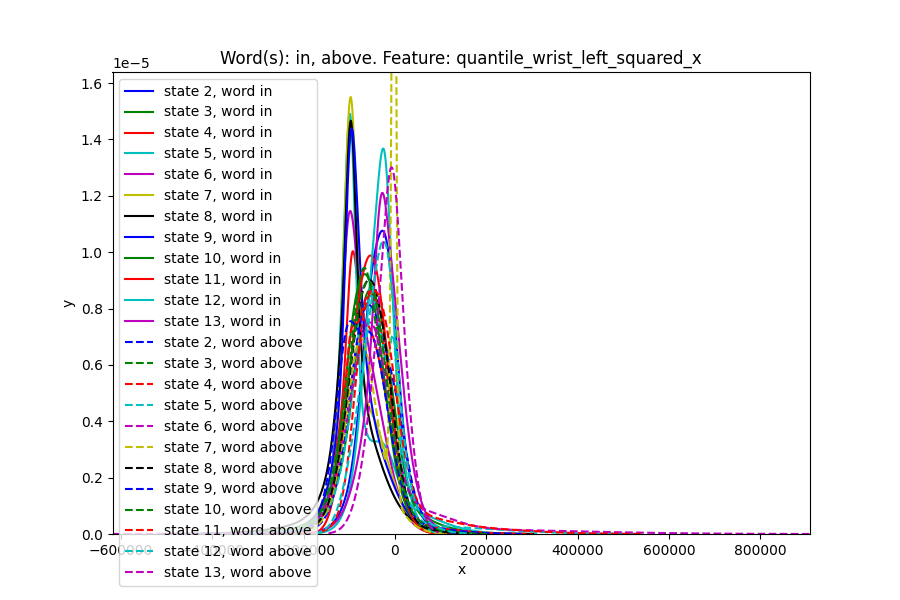 Word(s): in, above. Feature: quantile_wrist_left_squared_x
1e−5
1.6
1.4
1.2
1.0
0.8
0.6
0.4
0.2
0.0
y
state 2, word in
state 3, word in
state 4, word in
state 5, word in
state 6, word in
state 7, word in
state 8, word in
state 9, word in
state 10, word in
state 11, word in
state 12, word in
state 13, word in
state 2, word above
state 3, word above
state 4, word above
state 5, word above
state 6, word above
state 7, word above
state 8, word above
state 9, word above
state 10, word above
state 11, word above
state 12, word above
state 13, word above
−600000 −400000 −200000 0 200000 400000 600000 800000
x